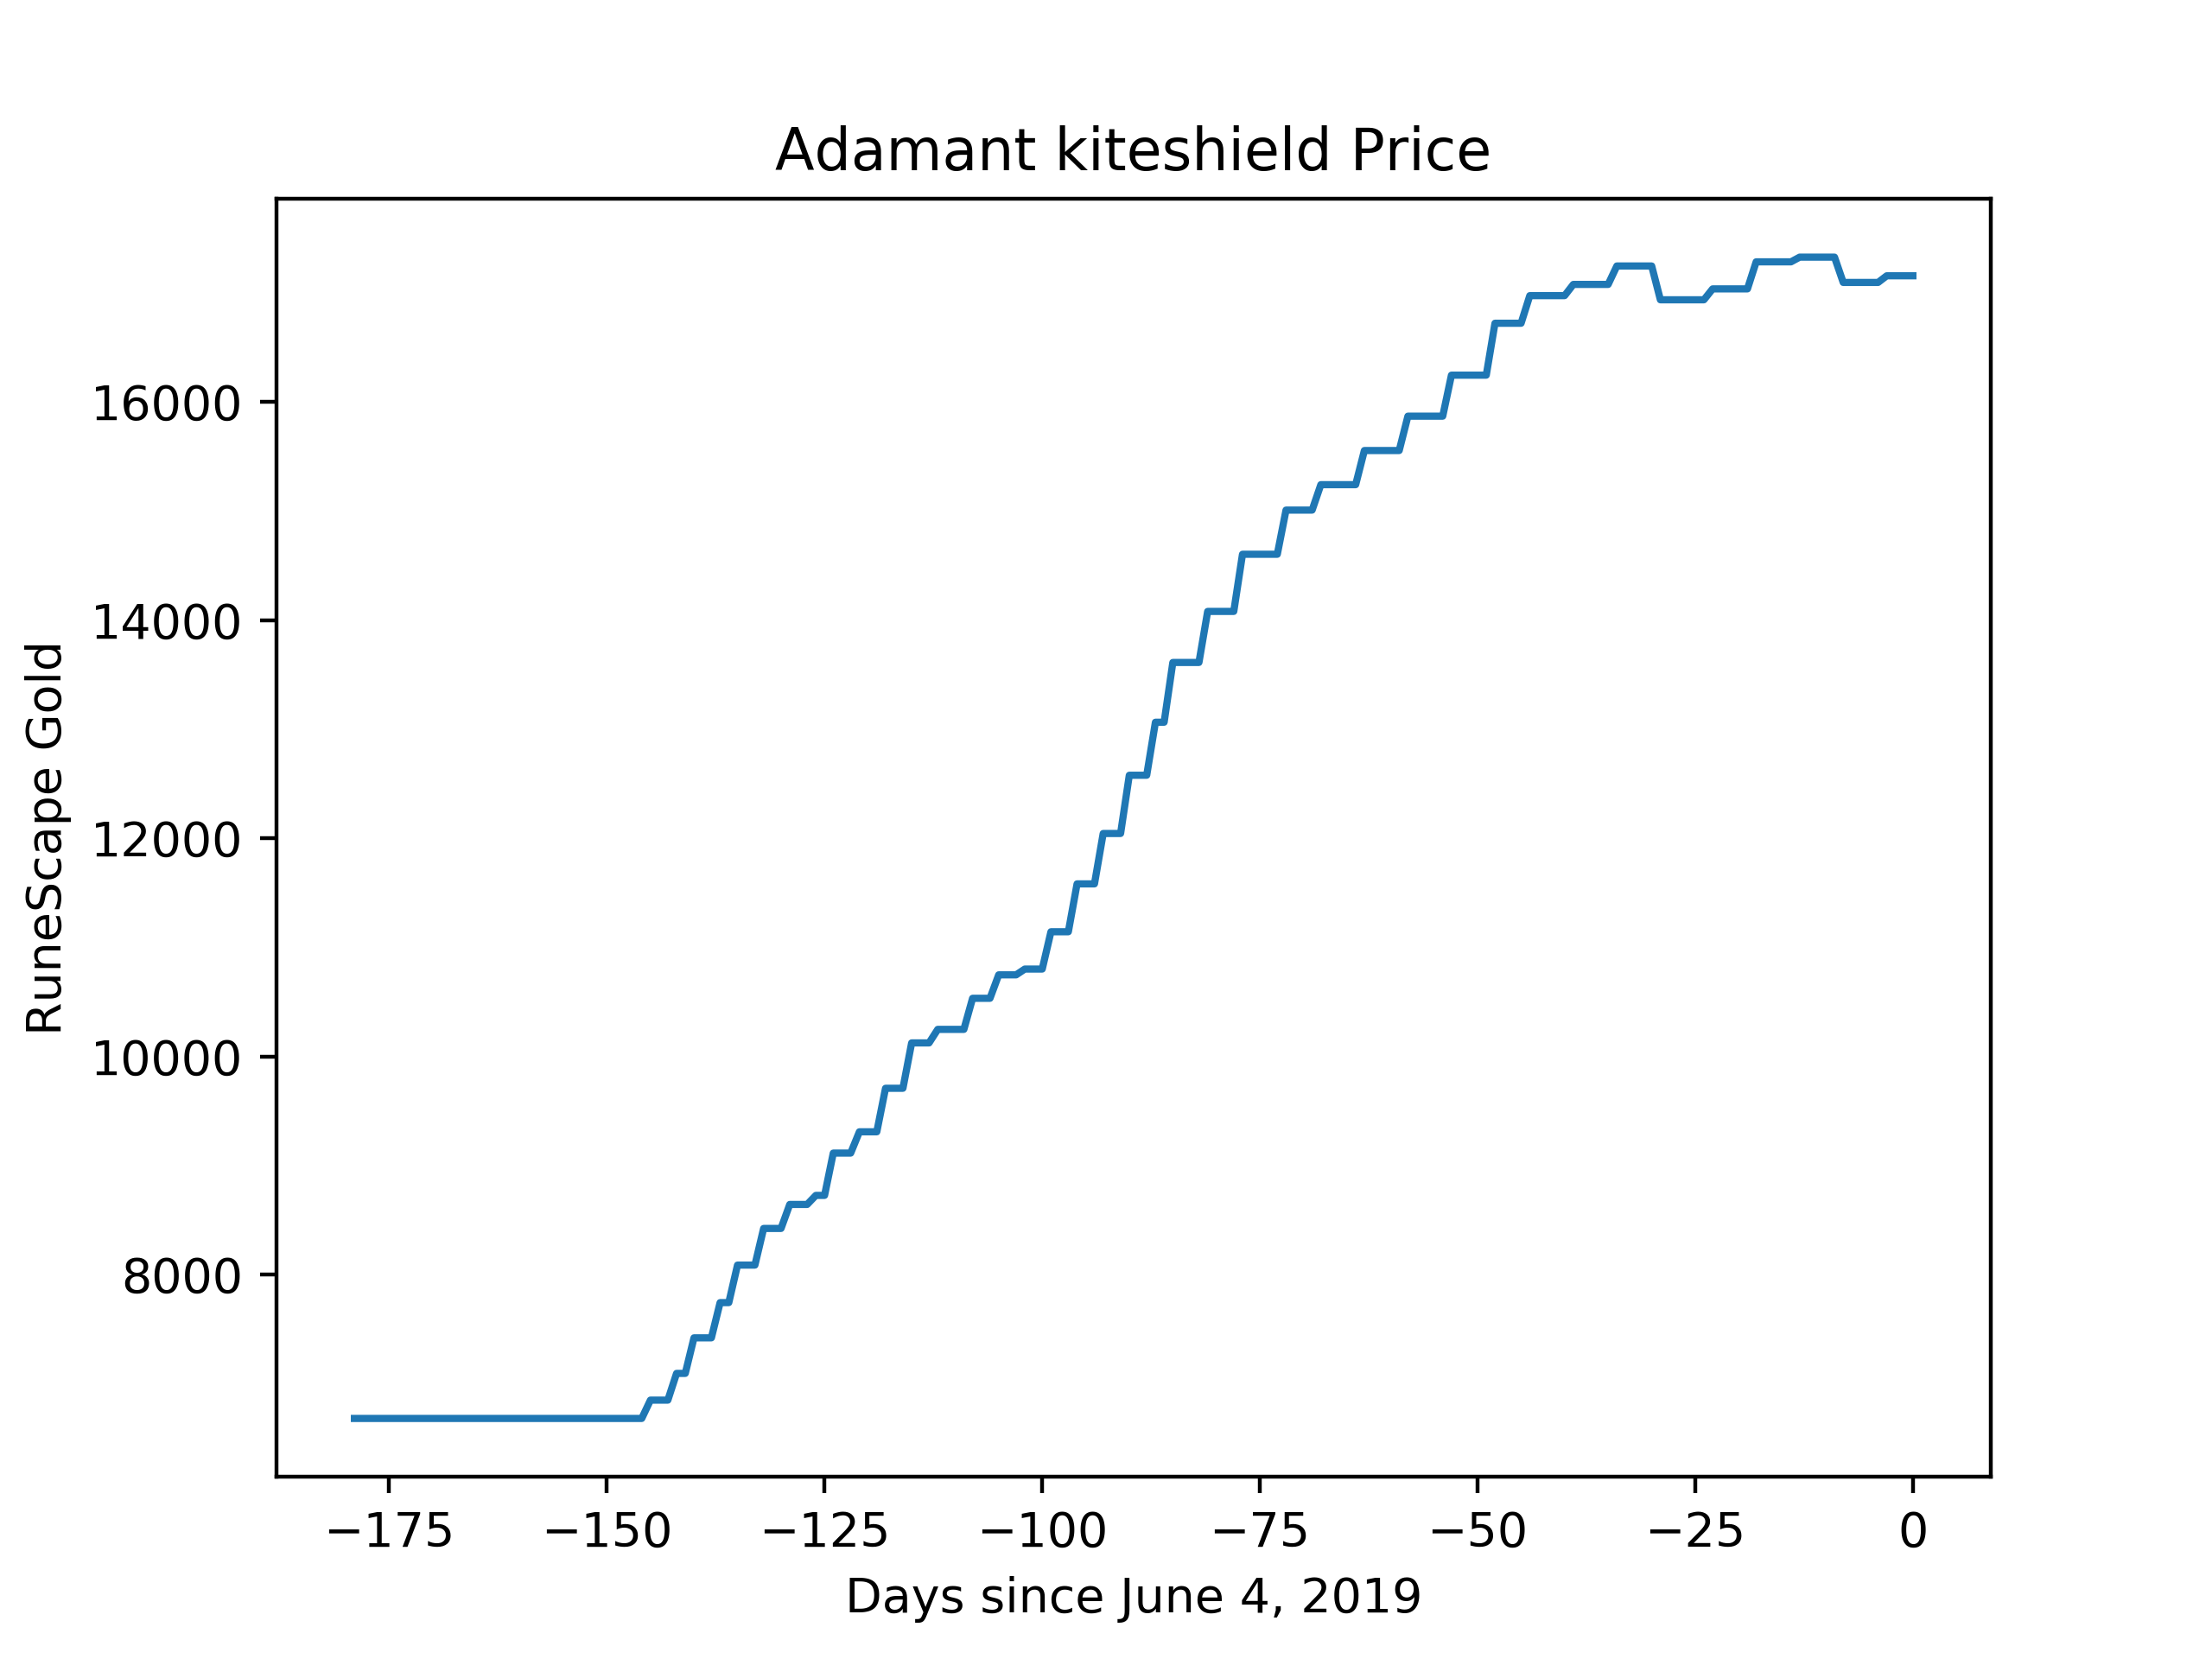 Adamant kiteshield Price
RuneScape Gold
16000
14000
12000
10000
8000
−175 −150 −125 −100 −75 −50 −25 0
Days since June 4, 2019